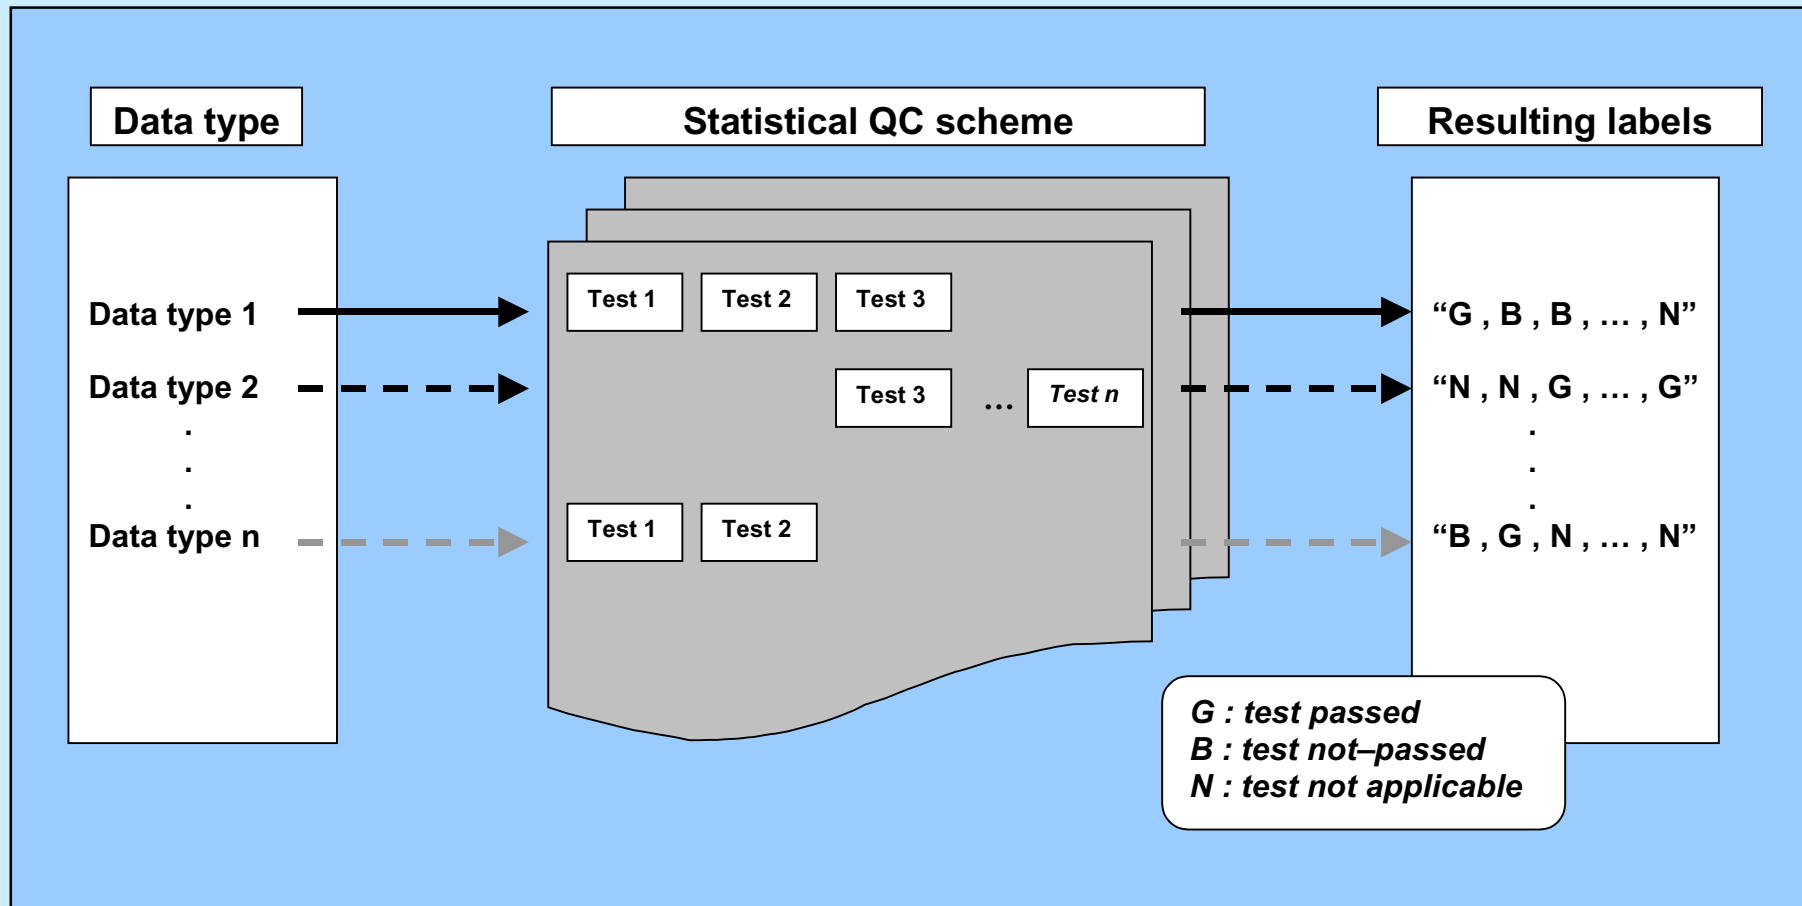 Data type
Statistical QC scheme
Resulting labels
Data type 1
Test 1
Test 2
Test 3
“G , B , B , … , N”
Data type 2
Test 3
...
Test n
“N , N , G , … , G”
.
.
.
.
.
.
Data type n
Test 1
Test 2
“B , G , N , … , N”
G : test passed
B : test not–passed
N : test not applicable